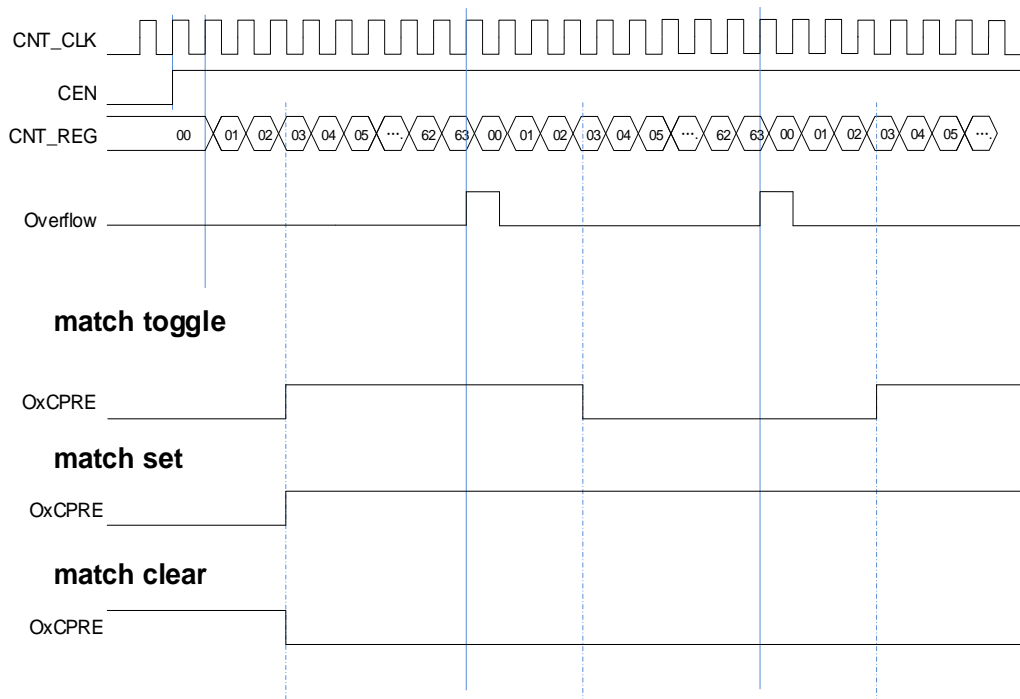 CNT_CLK
CEN
CNT_REG 00 01 02 03 04 05 ···. 62 63 00 01 02 03 04 05 ···. 62 63 00 01 02 03 04 05 ···.
Overflow
match toggle
OxCPRE
match set
OxCPRE
match clear
OxCPRE